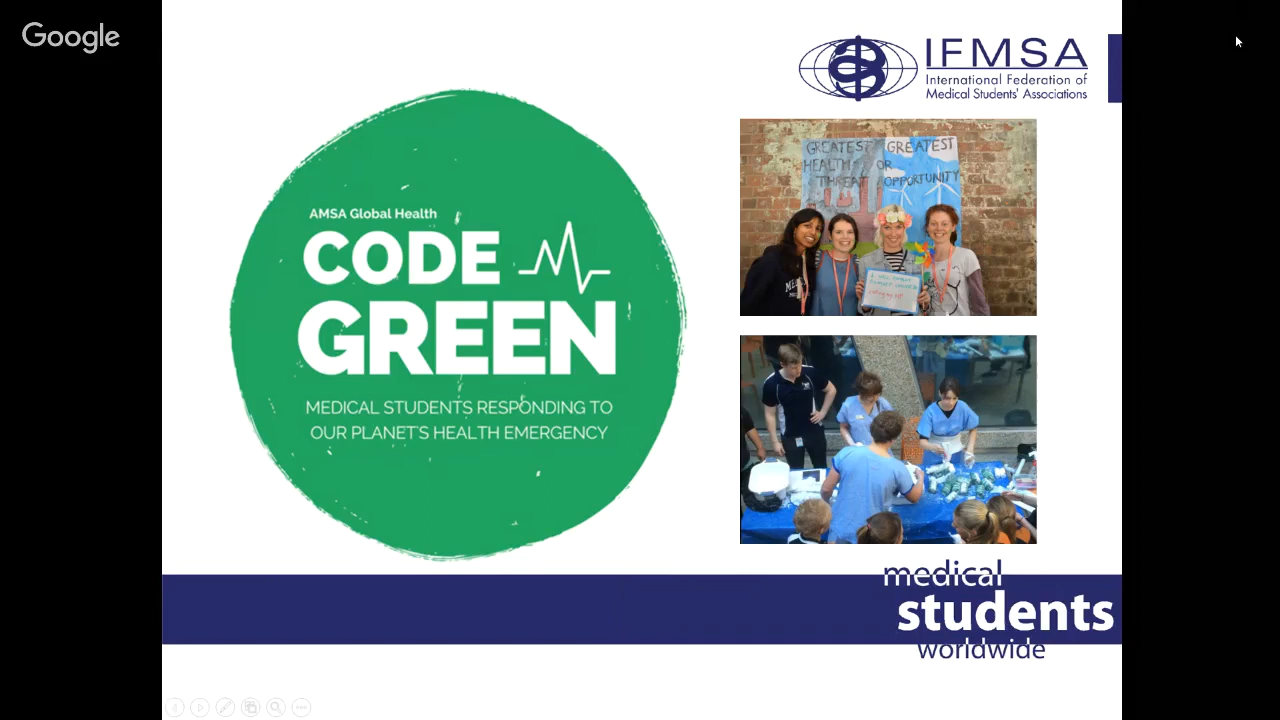 Google
IFMSA
International Federation of
Medical Students' Associations
AMSA Global Health
CODE
GREEN
MEDICAL STUDENTS RESPONDING TO
OUR PLANET'S HEALTH EMERGENCY
GREATEST GREATEST
HEALTH OR
THREAT OPPORTUNITY
medical
students
worldwide